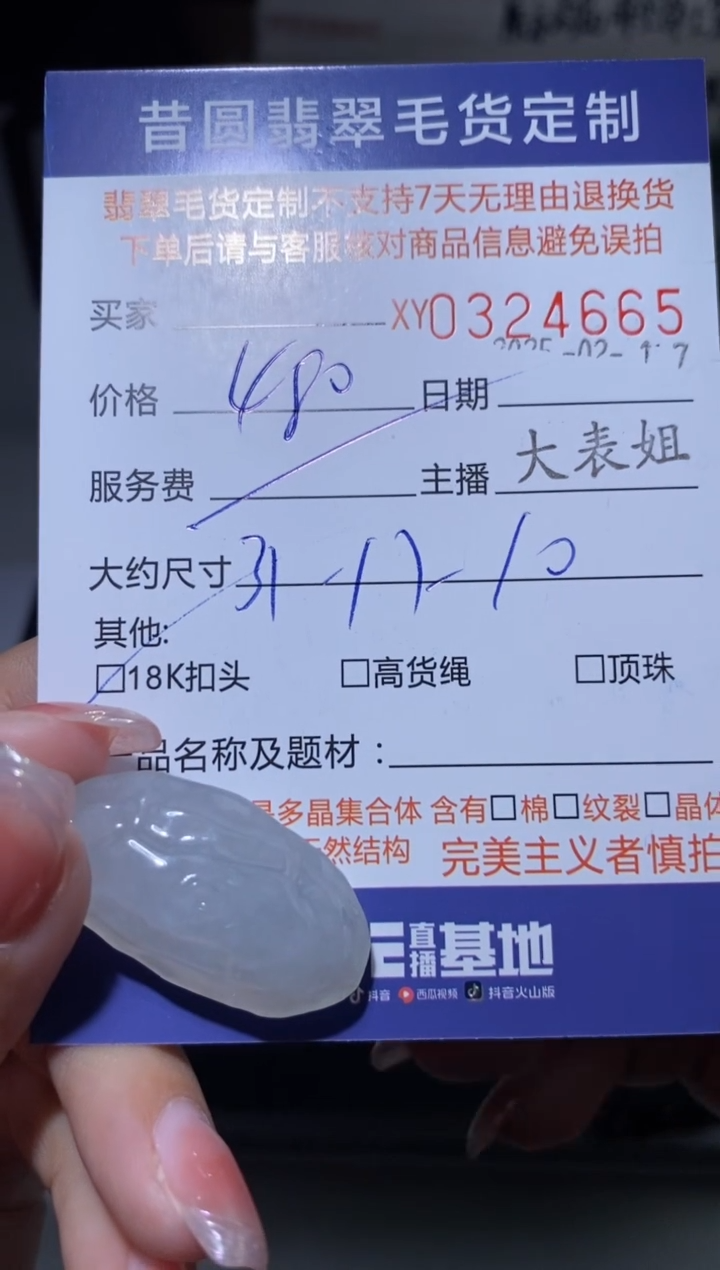 昔圆翡翠毛货定制
翡翠毛货定制不支持7天无理由退换货
下单后请与客服核对商品信息避免误拍
买家 XY0324665
价格 480 日期
服务费 主播 大表姐
大约尺寸 31-17-10
其他:
□18K扣头 □高货绳 □顶珠
品名称及题材：
多晶集合体 含有□棉□纹裂□晶体
然结构 完美主义者慎拍
直播基地
抖音 西瓜视频 抖音火山版